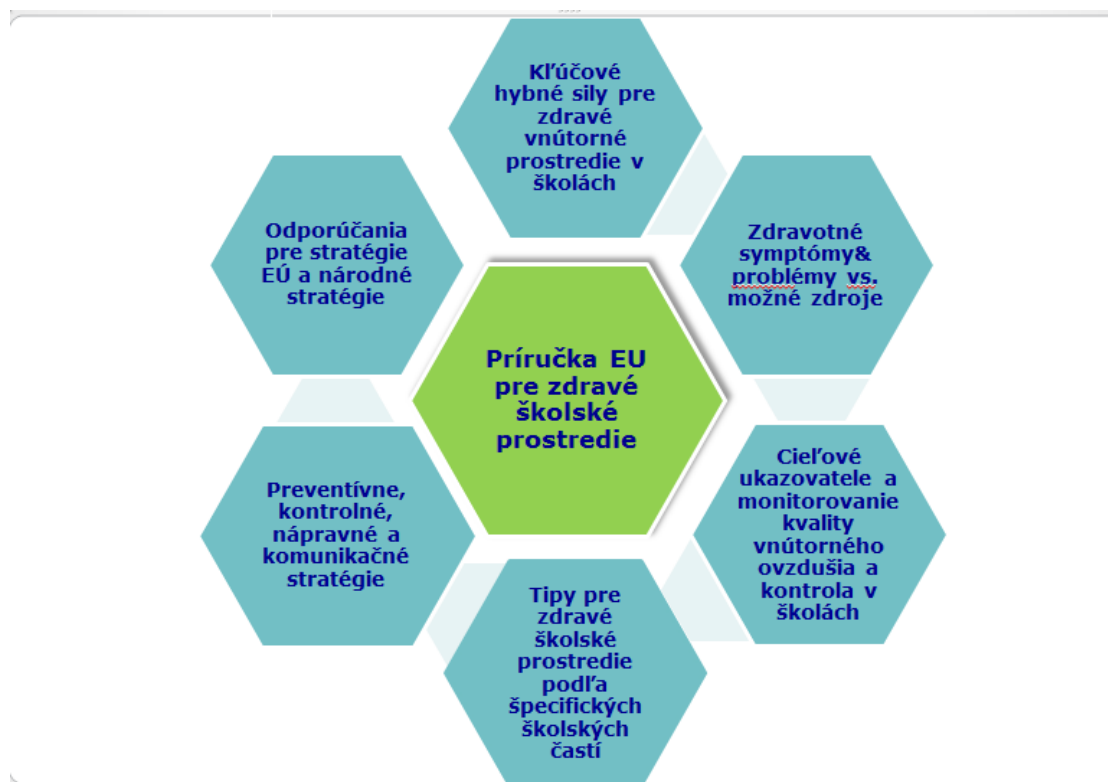 Kľúčové
hybné sily pre
zdravé
vnútorné
prostredie v
školách
Zdravotné
symptómy&
problémy vs.
možné zdroje
Cieľové
ukazovatele a
monitorovanie
kvality
vnútorného
ovzdušia a
kontrola v
školách
Tipy pre
zdravé
školské
prostredie
podľa
špecifických
školských
častí
Preventívne,
kontrolné,
nápravné a
komunikačné
stratégie
Odporúčania
pre stratégie
EÚ a národné
stratégie
Príručka EU
pre zdravé
školské
prostredie